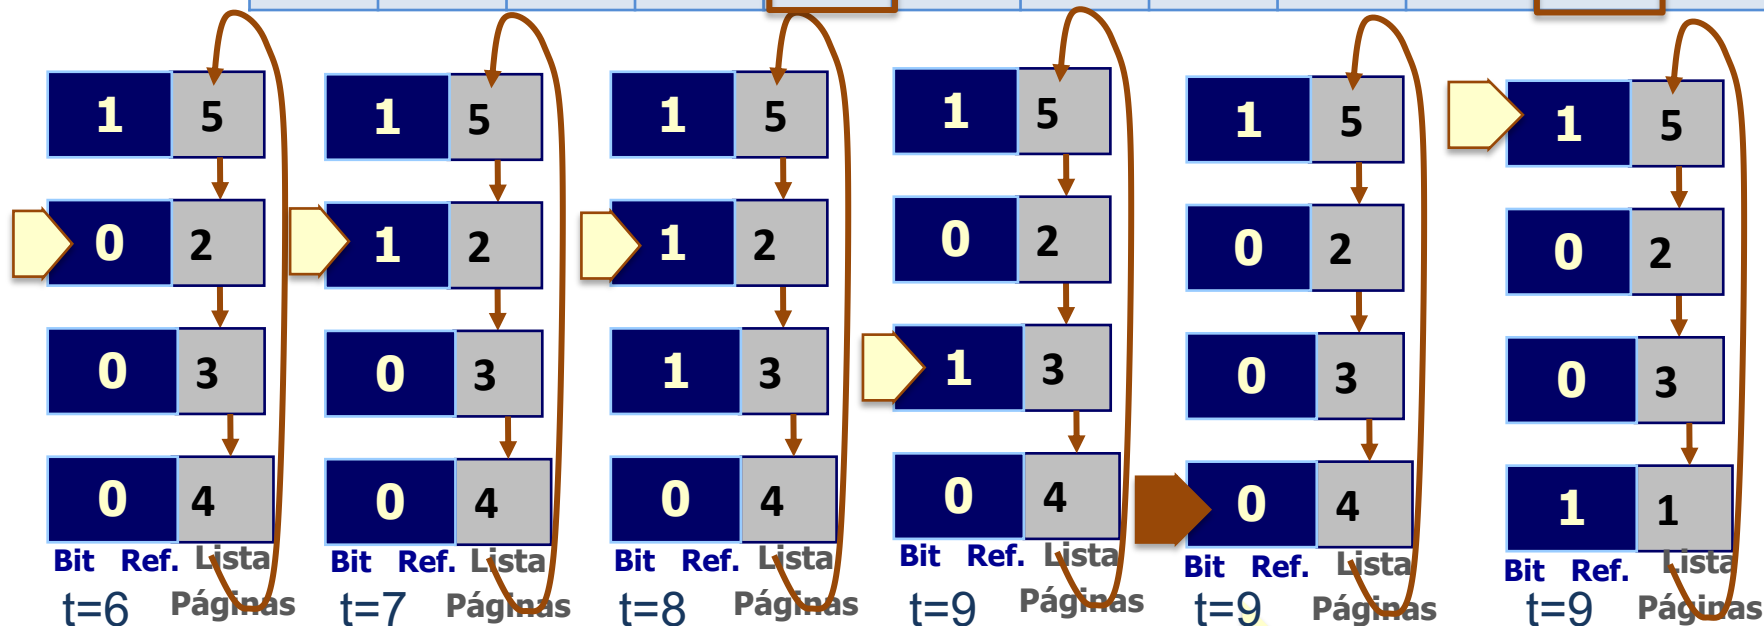 1 5 1 5 1 5 1 5 1 5 1 5
0 2 1 2 1 2 0 2 0 2 0 2
0 3 0 3 1 3 1 3 0 3 0 3
0 4 0 4 0 4 0 4 0 4 1 1
Bit Ref. Lista Bit Ref. Lista Bit Ref. Lista Bit Ref. Lista Bit Ref. Lista Bit Ref. Lista
t=6 Páginas t=7 Páginas t=8 Páginas t=9 Páginas t=9 Páginas t=9 Páginas